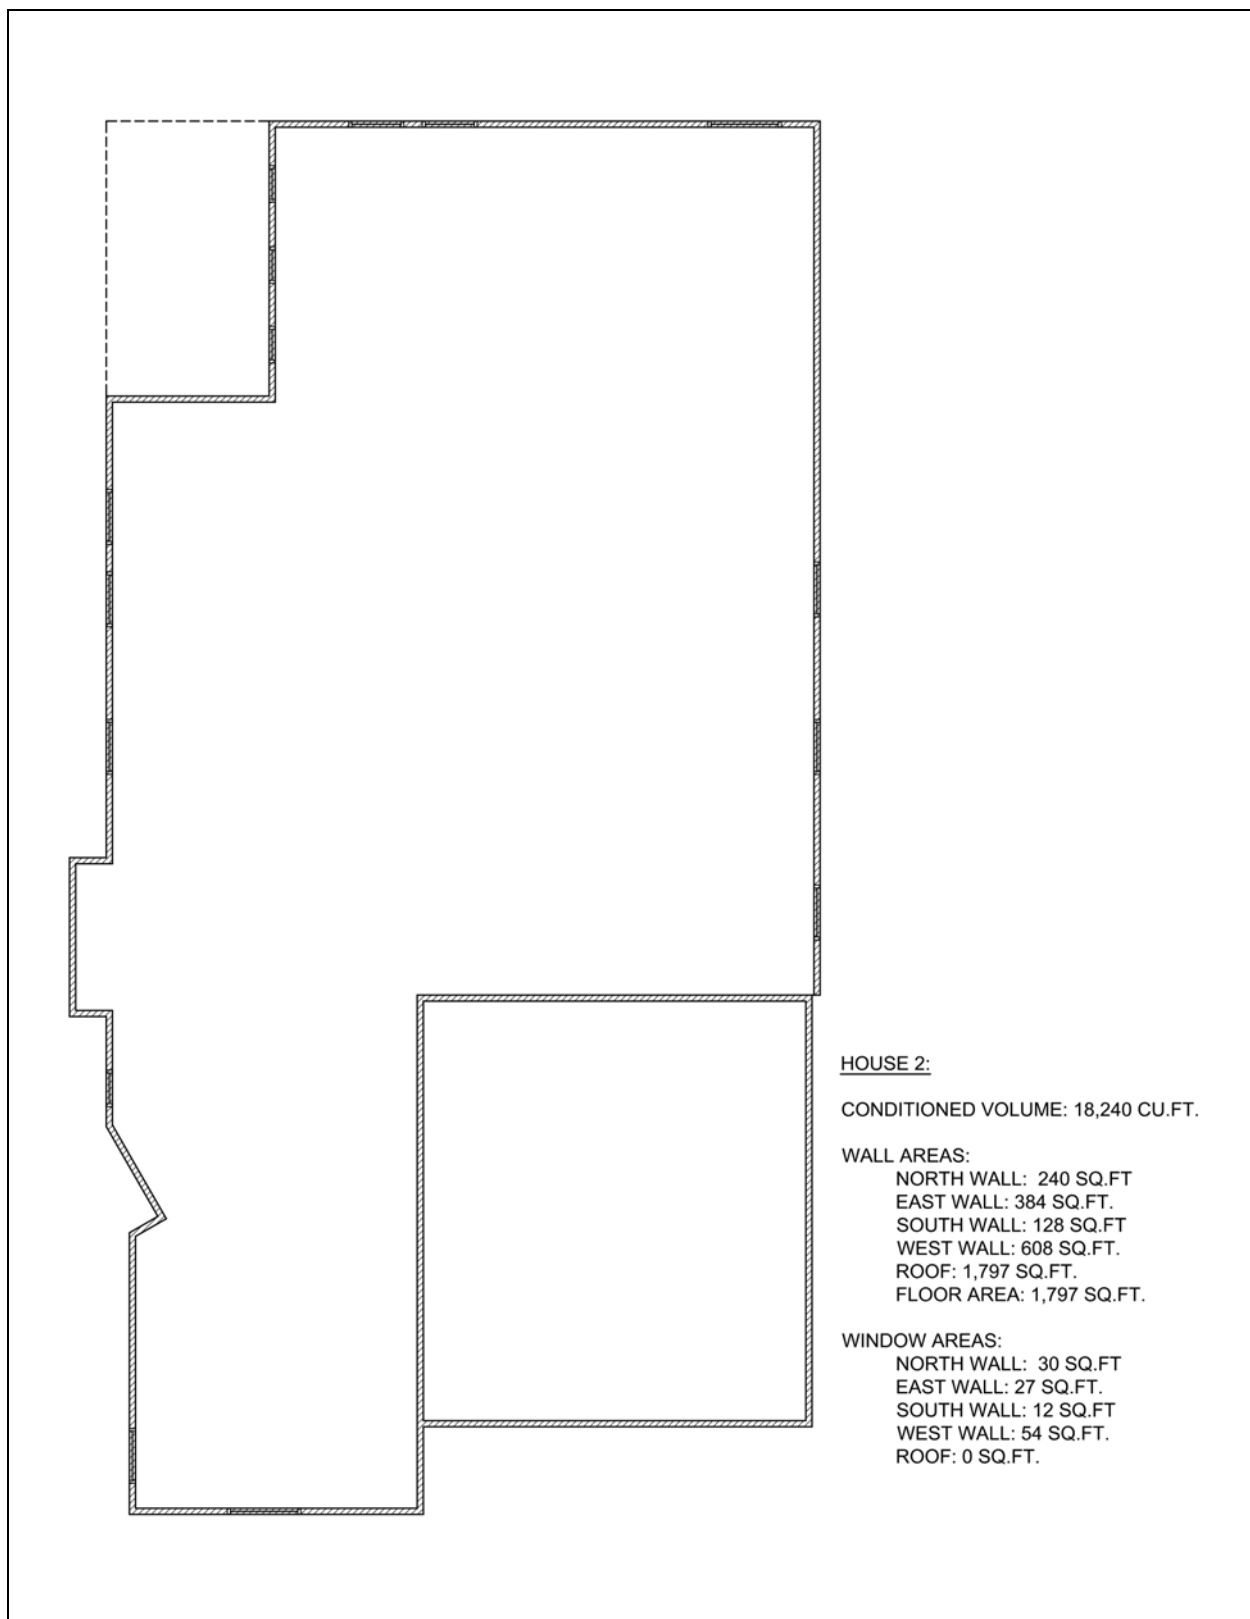 HOUSE 2:
CONDITIONED VOLUME: 18,240 CU.FT.
WALL AREAS:
NORTH WALL: 240 SQ.FT
EAST WALL: 384 SQ.FT.
SOUTH WALL: 128 SQ.FT
WEST WALL: 608 SQ.FT.
ROOF: 1,797 SQ.FT.
FLOOR AREA: 1,797 SQ.FT.
WINDOW AREAS:
NORTH WALL: 30 SQ.FT
EAST WALL: 27 SQ.FT.
SOUTH WALL: 12 SQ.FT
WEST WALL: 54 SQ.FT.
ROOF: 0 SQ.FT.